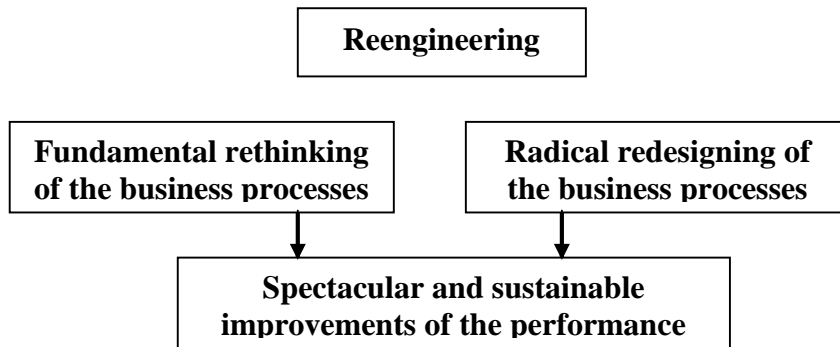 Reengineering
Fundamental rethinking
of the business processes
Radical redesigning of
the business processes
Spectacular and sustainable
improvements of the performance